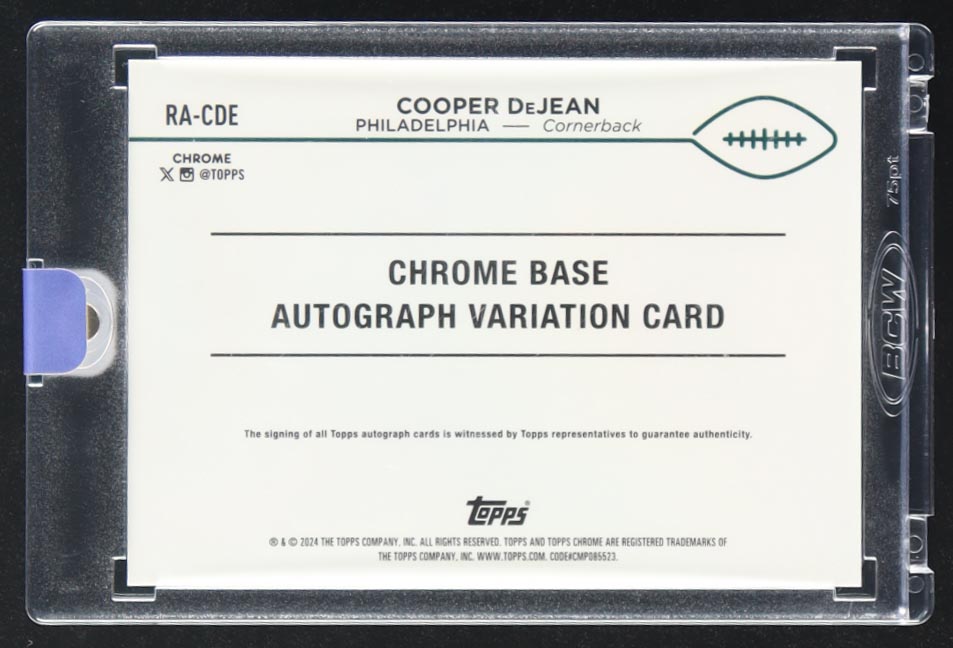 RA-CDE
COOPER DeJEAN
PHILADELPHIA — Cornerback
CHROME
@TOPPS
CHROME BASE
AUTOGRAPH VARIATION CARD
The signing of all Topps autograph cards is witnessed by Topps representatives to guarantee authenticity.
Topps®
® & © 2024 THE TOPPS COMPANY, INC. ALL RIGHTS RESERVED. TOPPS AND TOPPS CHROME ARE REGISTERED TRADEMARKS OF
THE TOPPS COMPANY, INC. WWW.TOPPS.COM. CODE#CMP085523.
75pt
BCW